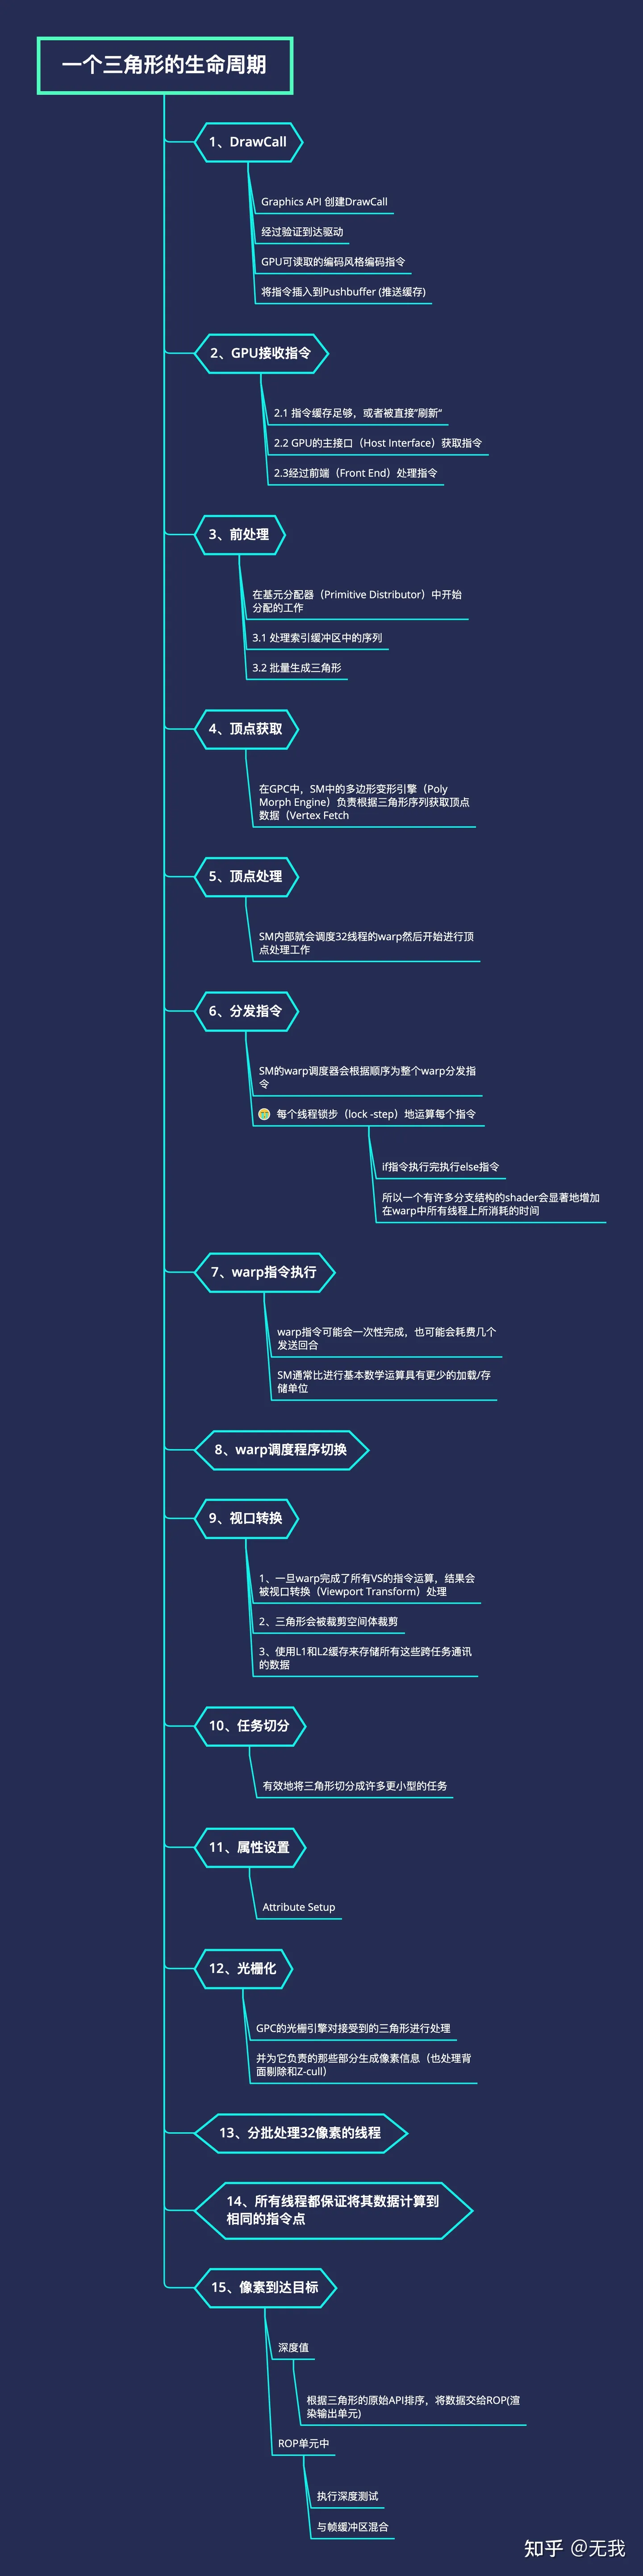 一个三角形的生命周期
1、DrawCall
Graphics API 创建DrawCall
经过验证到达驱动
GPU可读取的编码风格编码指令
将指令插入到Pushbuffer (推送缓存)
2、GPU接收指令
2.1 指令缓存足够，或者被直接”刷新“
2.2 GPU的主接口（Host Interface）获取指令
2.3经过前端（Front End）处理指令
3、前处理
在基元分配器（Primitive Distributor）中开始
分配的工作
3.1 处理索引缓冲区中的序列
3.2 批量生成三角形
4、顶点获取
在GPC中，SM中的多边形变形引擎（Poly
Morph Engine）负责根据三角形序列获取顶点
数据（Vertex Fetch
5、顶点处理
SM内部就会调度32线程的warp然后开始进行顶
点处理工作
6、分发指令
SM的warp调度器会根据顺序为整个warp分发指
令
每个线程锁步（lock -step）地运算每个指令
if指令执行完执行else指令
所以一个有许多分支结构的shader会显著地增加
在warp中所有线程上所消耗的时间
7、warp指令执行
warp指令可能会一次性完成，也可能会耗费几个
发送回合
SM通常比进行基本数学运算具有更少的加载/存
储单位
8、warp调度程序切换
9、视口转换
1、一旦warp完成了所有VS的指令运算，结果会
被视口转换（Viewport Transform）处理
2、三角形会被裁剪空间体裁剪
3、使用L1和L2缓存来存储所有这些跨任务通讯
的数据
10、任务切分
有效地将三角形切分成许多更小型的任务
11、属性设置
Attribute Setup
12、光栅化
GPC的光栅引擎对接受到的三角形进行处理
并为它负责的那些部分生成像素信息（也处理背
面剔除和Z-cull）
13、分批处理32像素的线程
14、所有线程都保证将其数据计算到
相同的指令点
15、像素到达目标
深度值
根据三角形的原始API排序，将数据交给ROP(渲
染输出单元)
ROP单元中
执行深度测试
与帧缓冲区混合
知乎 @无我